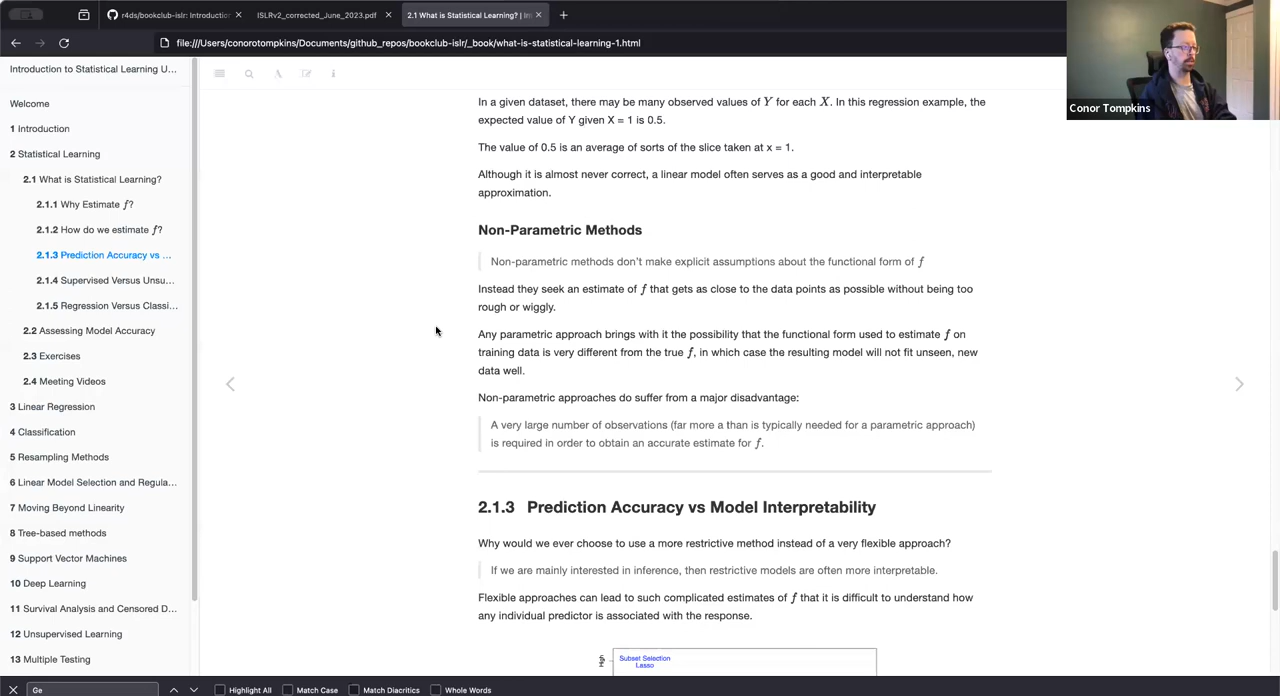 r4ds/bookclub-islr: Introductio
ISLRv2_corrected_June_2023.pdf
2.1 What is Statistical Learning? | In
file:///Users/conorotompkins/Documents/github_repos/bookclub-islr/_book/what-is-statistical-learning-1.html
Conor Tompkins
Introduction to Statistical Learning U...
Welcome
1 Introduction
2 Statistical Learning
2.1 What is Statistical Learning?
2.1.1 Why Estimate f?
2.1.2 How do we estimate f?
2.1.3 Prediction Accuracy vs ...
2.1.4 Supervised Versus Unsu...
2.1.5 Regression Versus Classi...
2.2 Assessing Model Accuracy
2.3 Exercises
2.4 Meeting Videos
3 Linear Regression
4 Classification
5 Resampling Methods
6 Linear Model Selection and Regula...
7 Moving Beyond Linearity
8 Tree-based methods
9 Support Vector Machines
10 Deep Learning
11 Survival Analysis and Censored D...
12 Unsupervised Learning
13 Multiple Testing
In a given dataset, there may be many observed values of Y for each X. In this regression example, the
expected value of Y given X = 1 is 0.5.
The value of 0.5 is an average of sorts of the slice taken at x = 1.
Although it is almost never correct, a linear model often serves as a good and interpretable
approximation.
Non-Parametric Methods
Non-parametric methods don't make explicit assumptions about the functional form of f
Instead they seek an estimate of f that gets as close to the data points as possible without being too
rough or wiggly.
Any parametric approach brings with it the possibility that the functional form used to estimate f on
training data is very different from the true f, in which case the resulting model will not fit unseen, new
data well.
Non-parametric approaches do suffer from a major disadvantage:
A very large number of observations (far more a than is typically needed for a parametric approach)
is required in order to obtain an accurate estimate for f.
2.1.3 Prediction Accuracy vs Model Interpretability
Why would we ever choose to use a more restrictive method instead of a very flexible approach?
If we are mainly interested in inference, then restrictive models are often more interpretable.
Flexible approaches can lead to such complicated estimates of f that it is difficult to understand how
any individual predictor is associated with the response.
High
Subset Selection
Lasso
Ge
Highlight All
Match Case
Match Diacritics
Whole Words